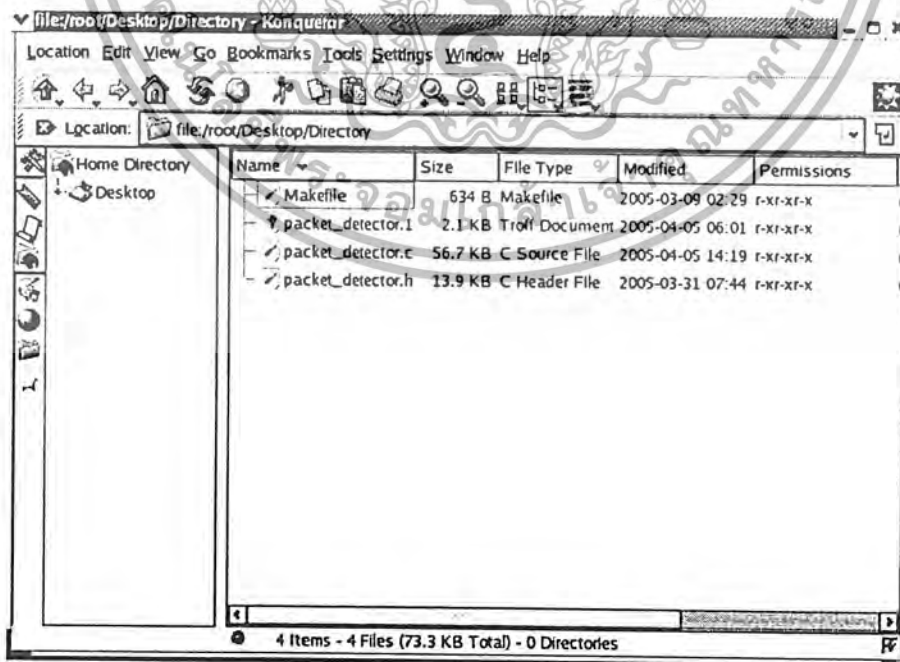 file:/root/Desktop/Directory - Konqueror
Location Edit View Go Bookmarks Tools Settings Window Help
Location: file:/root/Desktop/Directory
Home Directory
Desktop
Name Size File Type Modified Permissions
Makefile 634 B Makefile 2005-03-09 02:29 r-xr-xr-x
packet_detector.1 2.1 KB Troff Document 2005-04-05 06:01 r-xr-xr-x
packet_detector.c 56.7 KB C Source File 2005-04-05 14:19 r-xr-xr-x
packet_detector.h 13.9 KB C Header File 2005-03-31 07:44 r-xr-xr-x
4 Items - 4 Files (73.3 KB Total) - 0 Directories